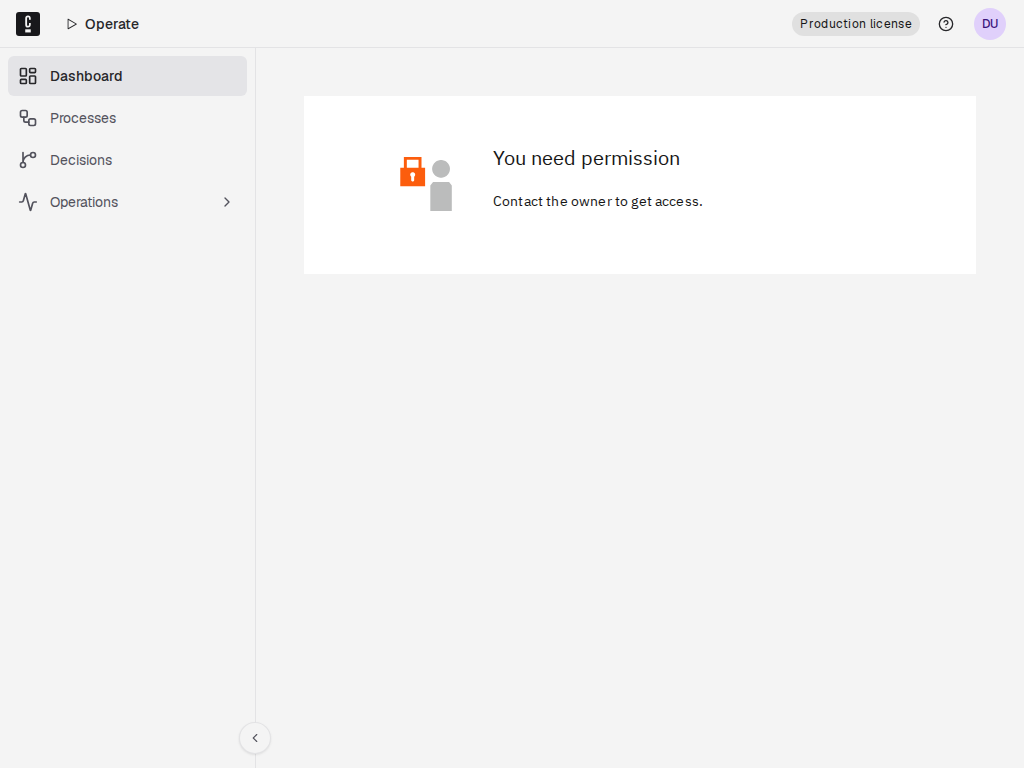 Operate
Production license
DU
Dashboard
Processes
Decisions
Operations
You need permission
Contact the owner to get access.